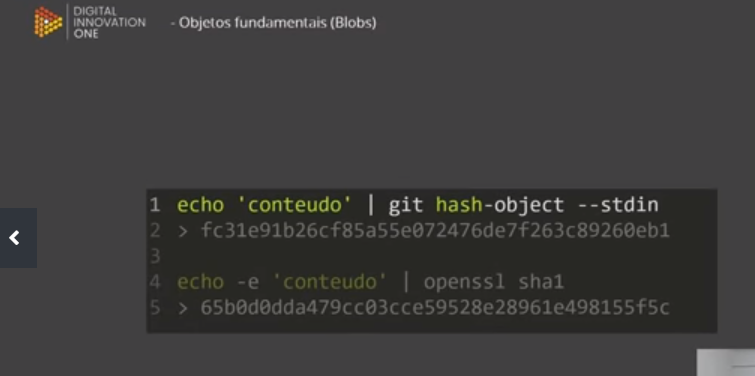 DIGITAL
INNOVATION
ONE
- Objetos fundamentais (Blobs)
1 echo 'conteudo' | git hash-object --stdin
2 > fc31e91b26cf85a55e072476de7f263c89260eb1
3
4 echo -e 'conteudo' | openssl sha1
5 > 65b0d0dda479cc03cce59528e28961e498155f5c